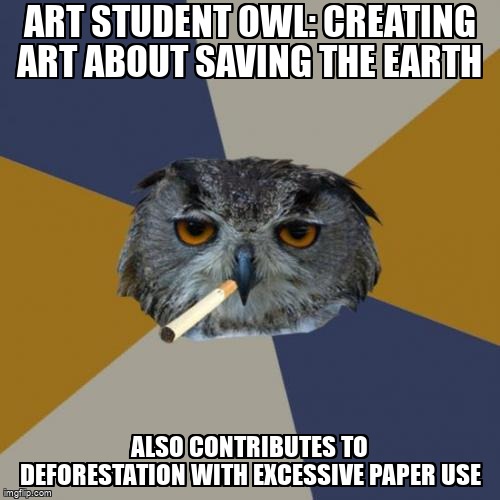 ART STUDENT OWL: CREATING
ART ABOUT SAVING THE EARTH
ALSO CONTRIBUTES TO
DEFORESTATION WITH EXCESSIVE PAPER USE
imgflip.com